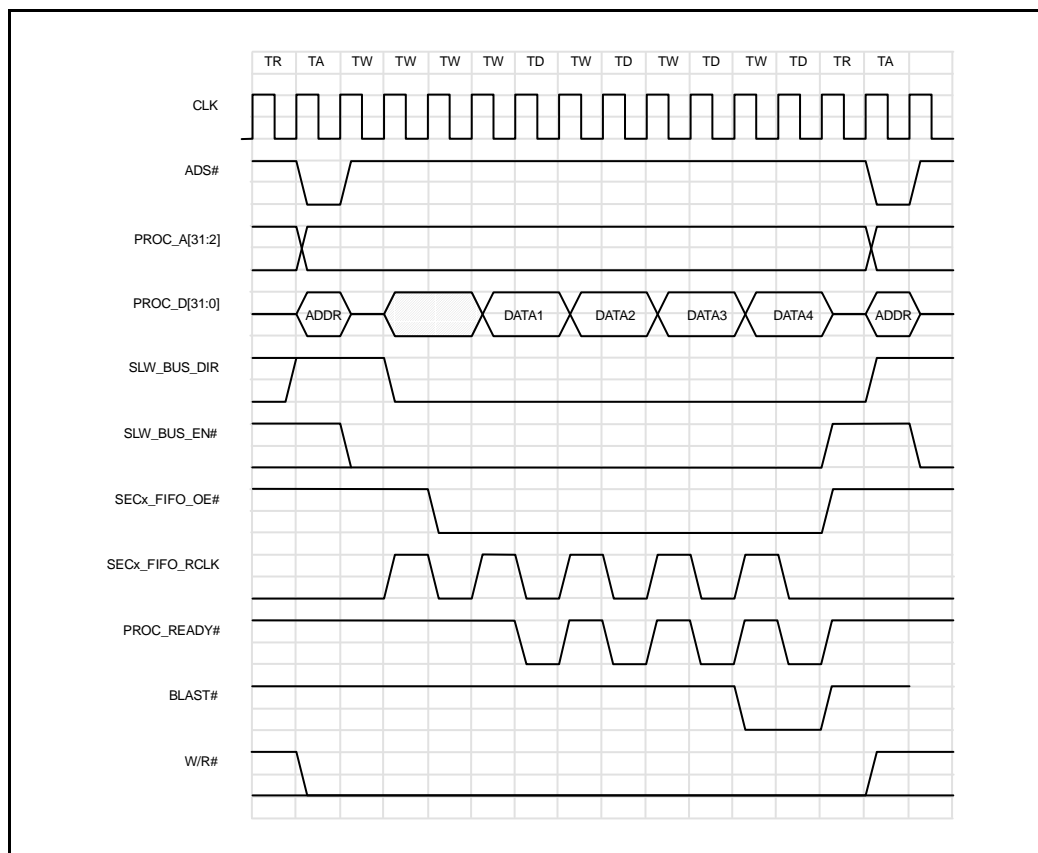 TR TA TW TW TW TW TD TW TD TW TD TW TD TR TA
CLK
ADS#
PROC_A[31:2]
PROC_D[31:0]
ADDR DATA1 DATA2 DATA3 DATA4 ADDR
SLW_BUS_DIR
SLW_BUS_EN#
SECx_FIFO_OE#
SECx_FIFO_RCLK
PROC_READY#
BLAST#
W/R#